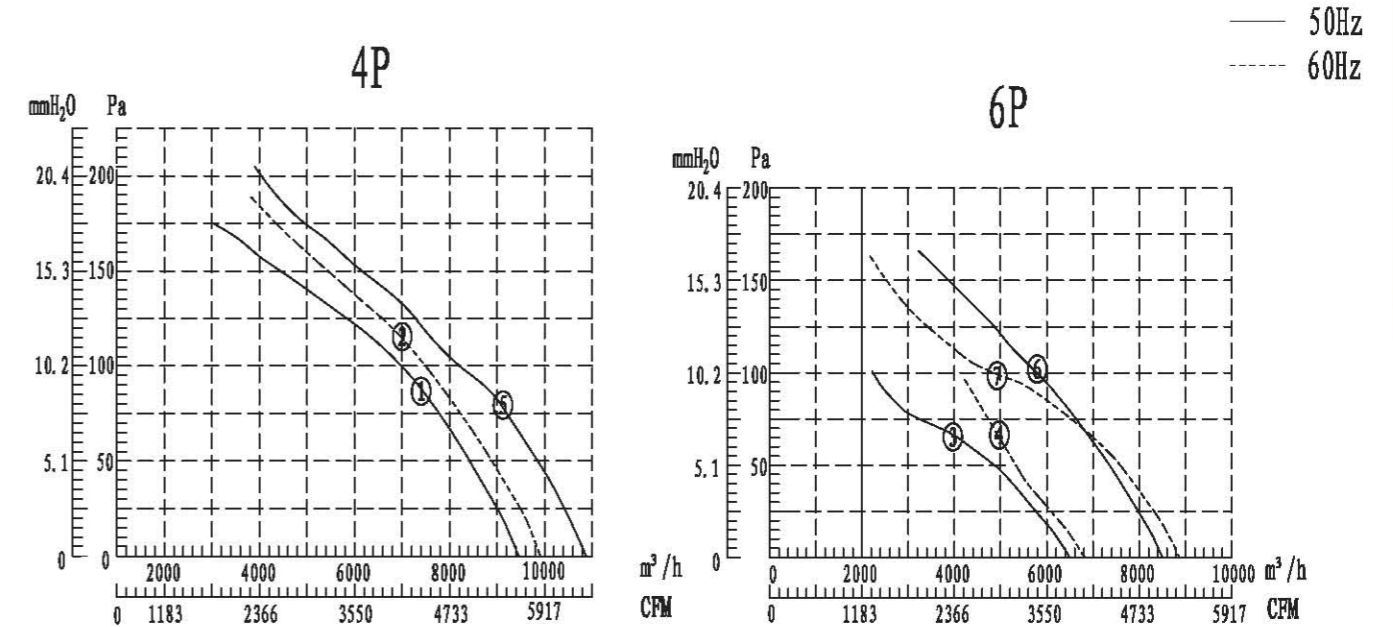 50Hz
60Hz
4P
mmH₂O Pa
20.4 200
15.3 150
10.2 100
5.1 50
0 0
2000 4000 6000 8000 10000 m³/h
0 1183 2366 3550 4733 5917 CFM
2
1
5
6P
mmH₂O Pa
20.4 200
15.3 150
10.2 100
5.1 50
0
0 2000 4000 6000 8000 10000 m³/h
0 1183 2366 3550 4733 5917 CFM
6
7
3
4